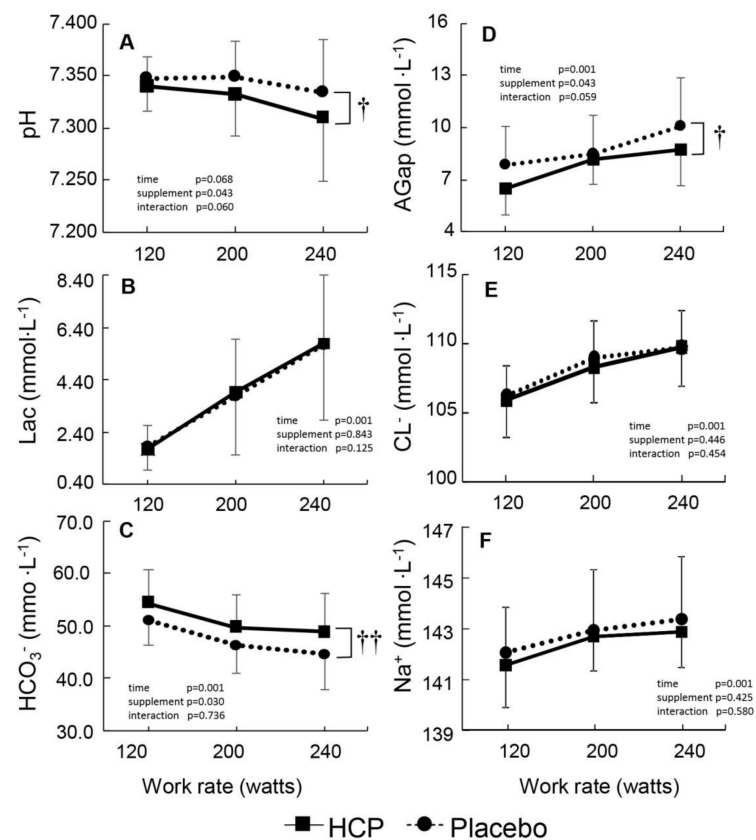 A
pH
7.400
7.350
7.300
7.250
7.200
†
time p=0.068
supplement p=0.043
interaction p=0.060
120 200 240
B
Lac (mmol·L⁻¹)
8.40
6.40
4.40
2.40
0.40
time p=0.001
supplement p=0.843
interaction p=0.125
120 200 240
C
HCO₃⁻ (mmo ·L⁻¹)
70.0
60.0
50.0
40.0
30.0
††
time p=0.001
supplement p=0.030
interaction p=0.736
120 200 240
Work rate (watts)
D
AGap (mmol ·L⁻¹)
16
13
10
7
4
time p=0.001
supplement p=0.043
interaction p=0.059
†
120 200 240
E
CL- (mmol ·L⁻¹)
115
110
105
100
time p=0.001
supplement p=0.446
interaction p=0.454
120 200 240
F
Na⁺ (mmol ·L⁻¹)
147
145
143
141
139
time p=0.001
supplement p=0.425
interaction p=0.580
120 200 240
Work rate (watts)
HCP Placebo